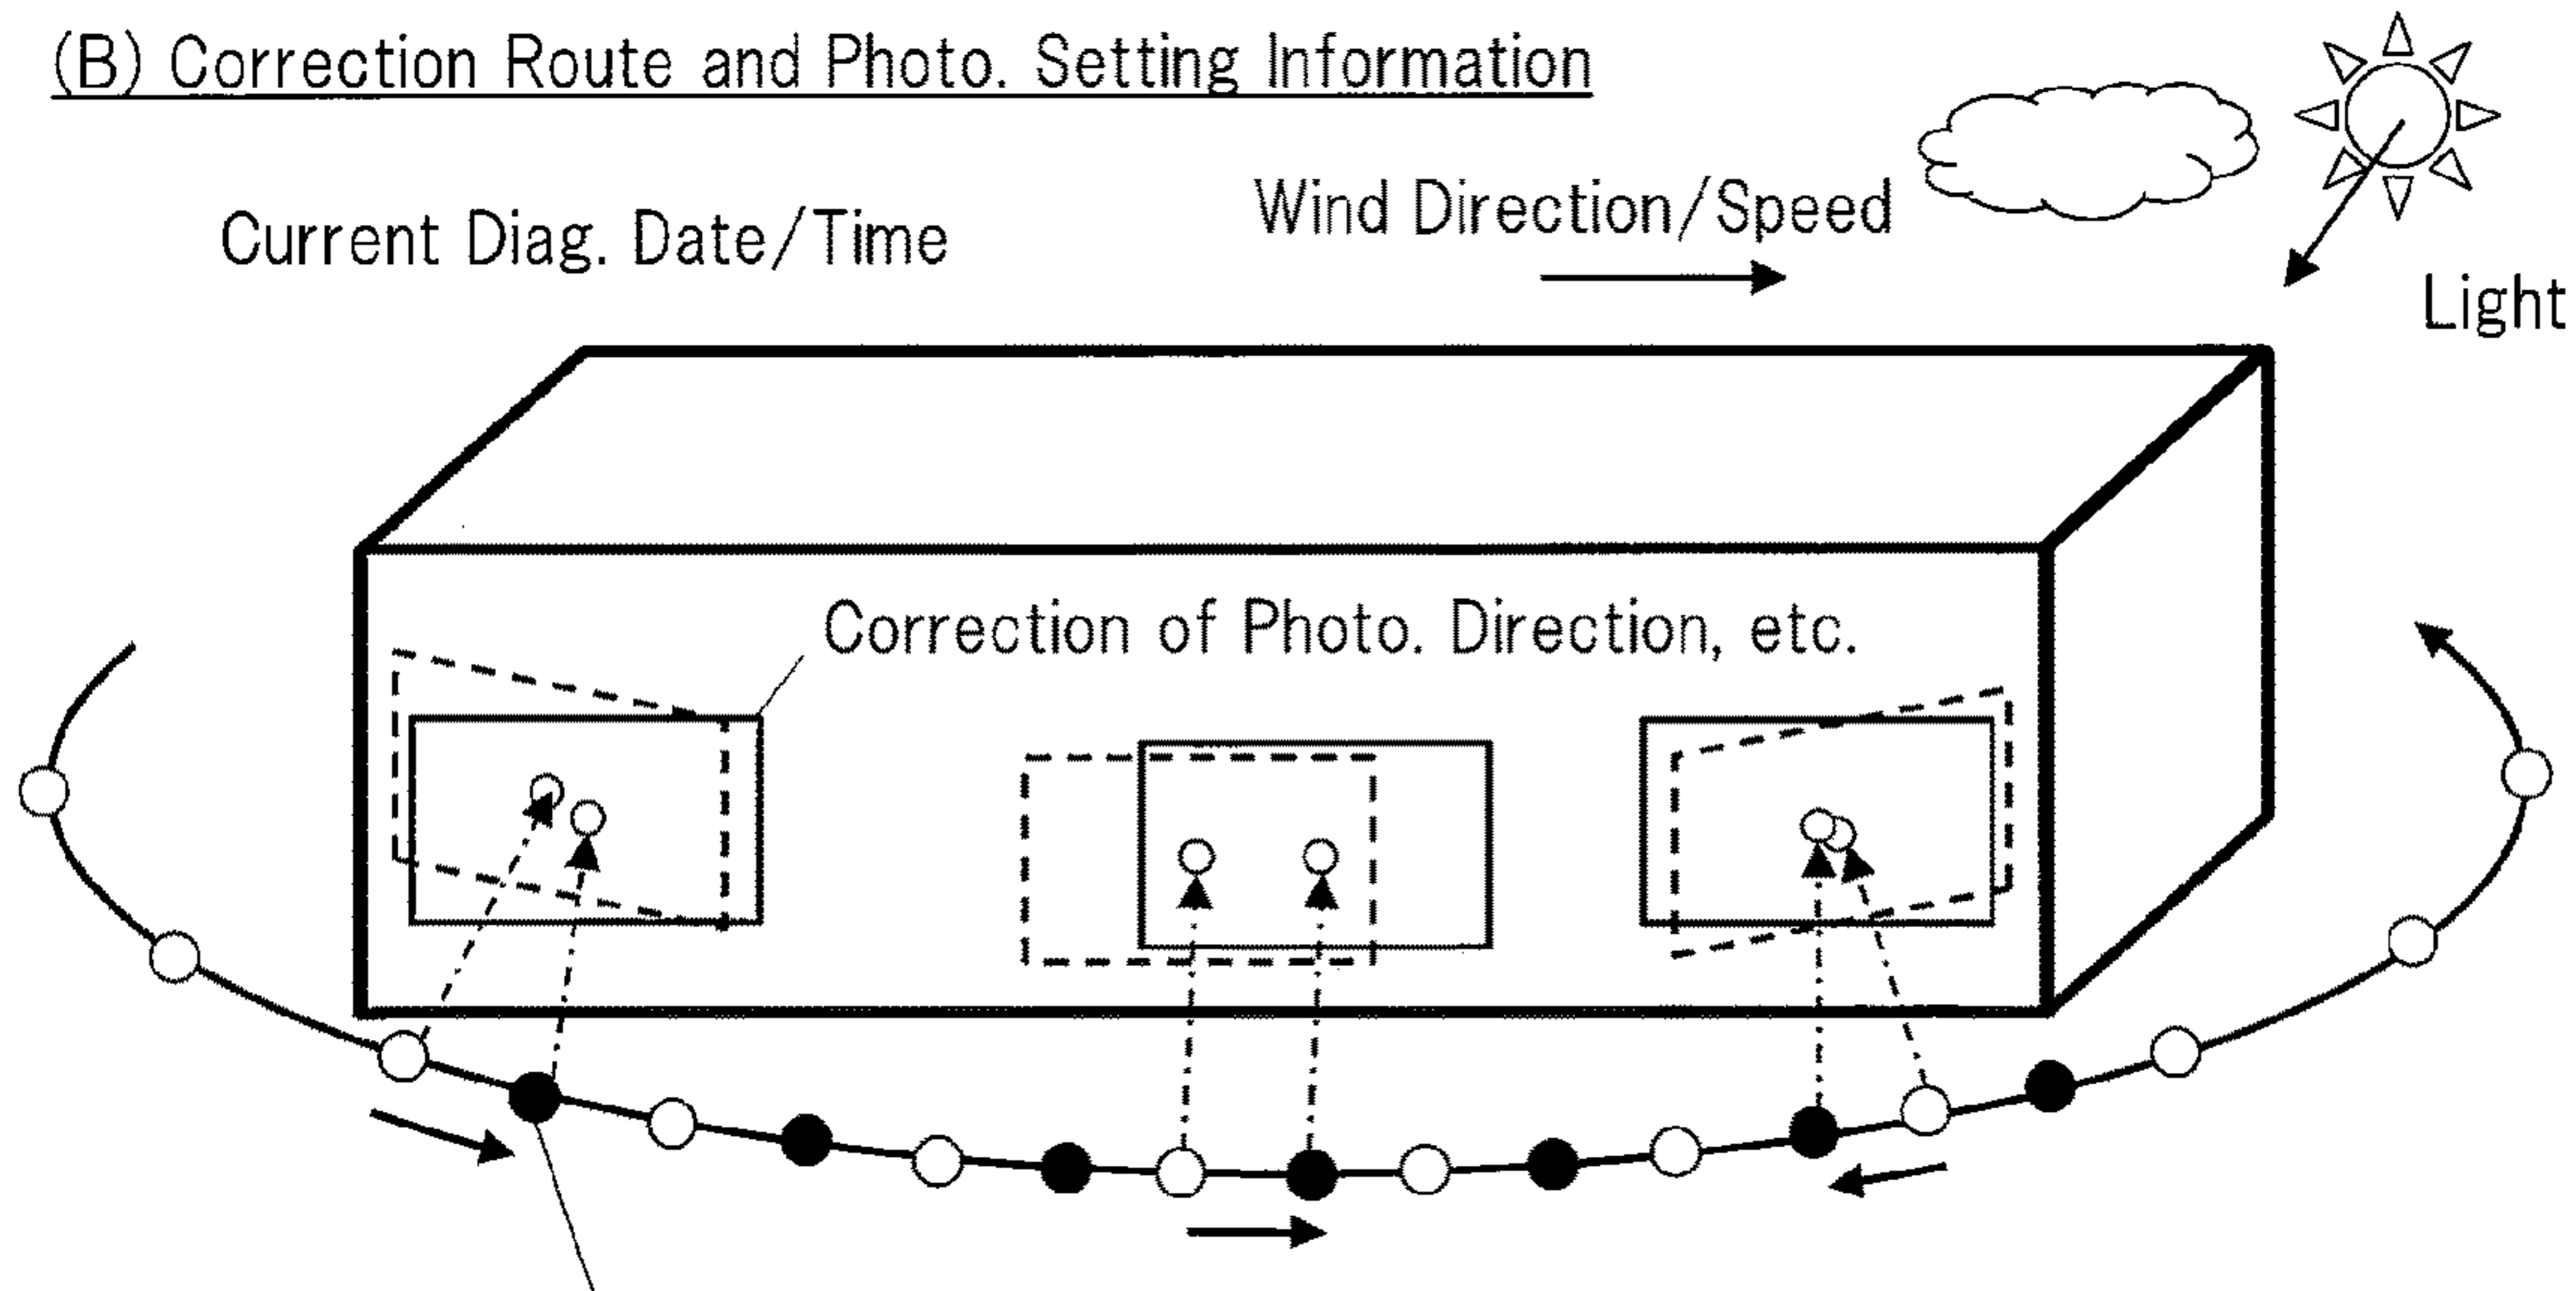 (B) Correction Route and Photo. Setting Information
Wind Direction/Speed
Current Diag. Date/Time
Light
Correction of Photo. Direction, etc.